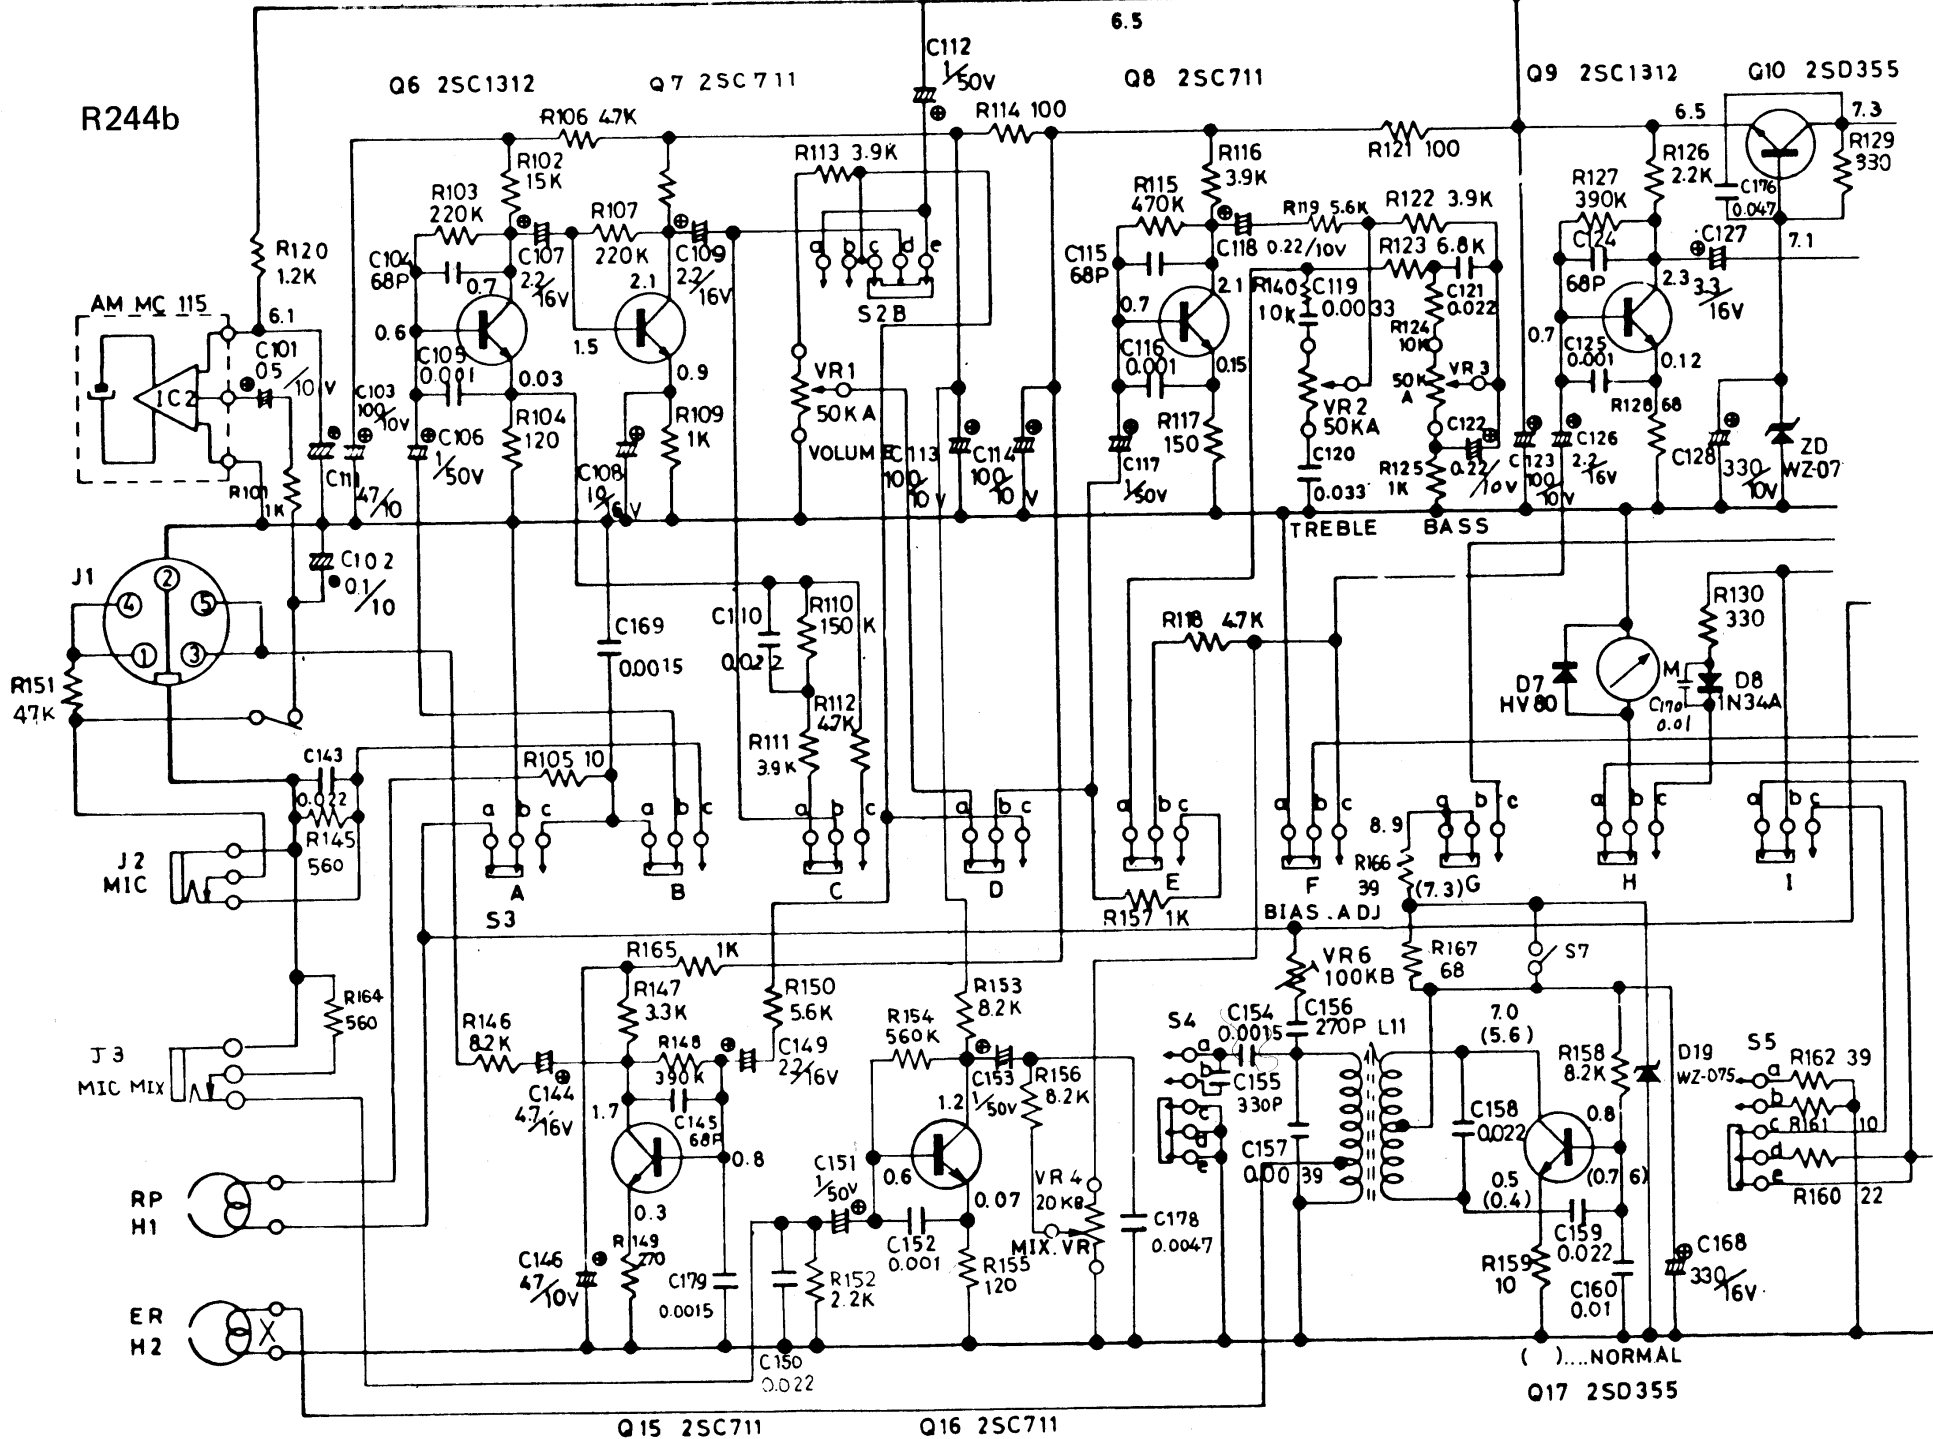 6.5
C112
1/50V
Q6 2SC1312
Q7 2SC711
Q8 2SC711
Q9 2SC1312
Q10 2SD355
R244b
R106 4.7K
R114 100
6.5
7.3
R102
15K
R113 3.9K
R116
3.9K
R121 100
R126
2.2K
R129
330
R103
220K
R107
220K
R115
470K
R119 5.6K
R122 3.9K
R127
390K
C176
0.047
R120
1.2K
C104
68P
C107
2.2/16V
C109
2.2/16V
a b c d e
S2B
C115
68P
C118
0.22/10V
R123 6.8K
C124
68P
C127
3.3/16V
7.1
AM MC 115
6.1
0.7
2.1
2.1
R140
10K
C119
0.0033
C121
0.022
2.3
IC2
C101
05/10V
0.6
1.5
0.7
R124
10K
0.7
C105
0.001
0.03
0.9
VR1
50KA
VOLUME
C116
0.001
0.15
VR2
50KA
50K
A
VR3
C125
0.001
0.12
C103
100/10V
R104
120
R109
1K
R117
150
R128 68
C106
1/50V
C111
47/10
C108
10/6V
C113
100/10V
C114
100/10V
C117
1/50V
C120
0.033
C122
0.22/10V
R125
1K
C123
100/10V
C126
2.2/16V
C128
330/10V
ZD
WZ-07
R101
1K
TREBLE
BASS
C102
0.1/10
J1
2
4
5
1
3
C169
0.0015
C110
0.022
R110
150K
R118 4.7K
R130
330
R151
47K
R112
4.7K
R111
3.9K
D7
HV80
M
C170
0.01
D8
1N34A
C143
0.022
R105 10
R145
560
a b c
a b c
a b c
a b c
a b c
a b c
a b c
a b c
a b c
8.9
J2
MIC
A
B
C
D
E
F
G
H
I
S3
R166
39
(7.3)
R157 1K
BIAS.ADJ
R165 1K
VR6
100KB
R167
68
S7
R164
560
R147
3.3K
R150
5.6K
R153
8.2K
R154
560K
J3
MIC MIX
R146
8.2K
R148
390K
C149
2.2/16V
S4
C154
0.0015
C156
270P
L11
7.0
(5.6)
R158
8.2K
D19
WZ-075
S5
R162 39
C144
4.7/16V
1.7
C145
68P
1.2
C153
1/50V
R156
8.2K
a
b
c
d
e
C155
330P
C158
0.022
0.8
a
b
c
d
e
R161 10
0.8
C151
1/50V
0.6
0.07
VR4
20KB
MIX.VR
C157
0.0039
0.5
(0.4)
(0.76)
R160 22
RP
H1
0.3
R149
270
C152
0.001
R155
120
C178
0.0047
C159
0.022
R159
10
C160
0.01
C168
330/16V
C146
47/10V
C179
0.0015
R152
2.2K
ER
H2
X
C150
0.022
( )....NORMAL
Q17 2SD355
Q15 2SC711
Q16 2SC711